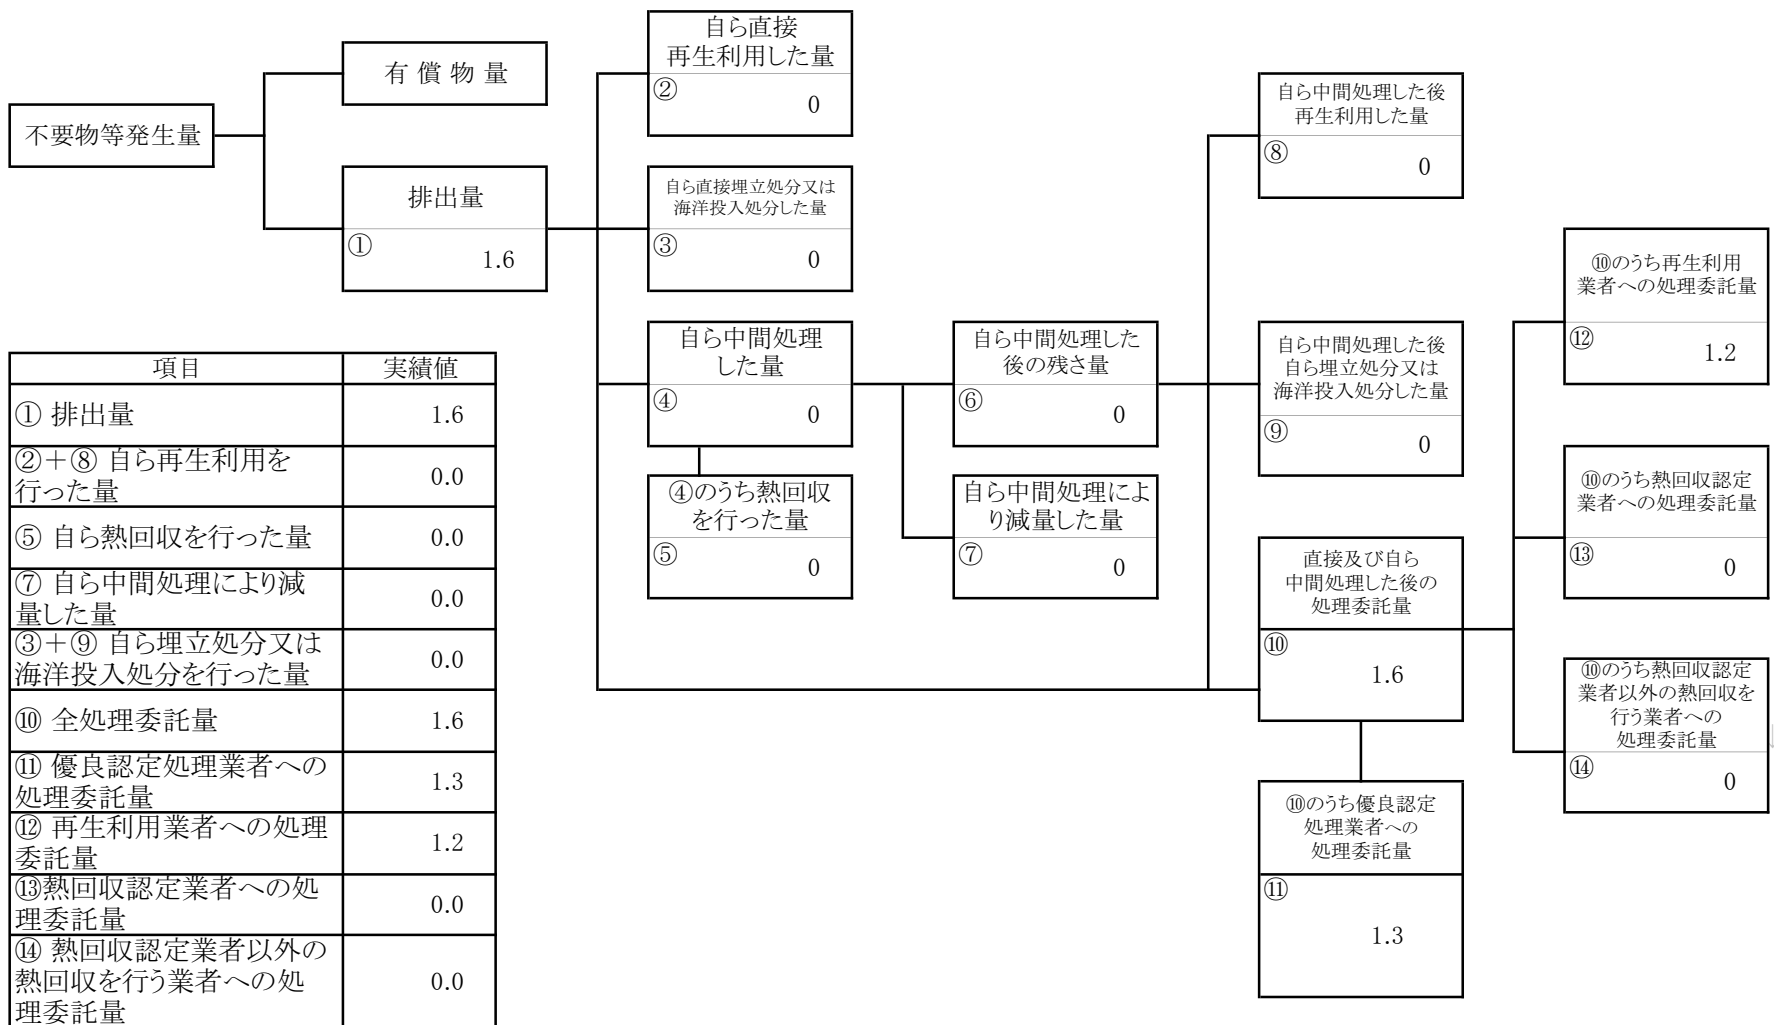 不要物等発生量
有 償 物 量
排出量
①
1.6
自ら直接
再生利用した量
②
0
自ら直接埋立処分又は
海洋投入処分した量
③
0
自ら中間処理
した量
④
0
④のうち熱回収
を行った量
⑤
0
自ら中間処理した
後の残さ量
⑥
0
自ら中間処理によ
り減量した量
⑦
0
自ら中間処理した後
再生利用した量
⑧
0
自ら中間処理した後
自ら埋立処分又は
海洋投入処分した量
⑨
0
直接及び自ら
中間処理した後の
処理委託量
⑩
1.6
⑩のうち優良認定
処理業者への
処理委託量
⑪
1.3
⑩のうち再生利用
業者への処理委託量
⑫
1.2
⑩のうち熱回収認定
業者への処理委託量
⑬
0
⑩のうち熱回収認定
業者以外の熱回収を
行う業者への
処理委託量
⑭
0
項目 実績値
① 排出量 1.6
②+⑧ 自ら再生利用を
行った量 0.0
⑤ 自ら熱回収を行った量 0.0
⑦ 自ら中間処理により減
量した量 0.0
③+⑨ 自ら埋立処分又は
海洋投入処分を行った量 0.0
⑩ 全処理委託量 1.6
⑪ 優良認定処理業者への
処理委託量 1.3
⑫ 再生利用業者への処理
委託量 1.2
⑬熱回収認定業者への処
理委託量 0.0
⑭ 熱回収認定業者以外の
熱回収を行う業者への処
理委託量 0.0